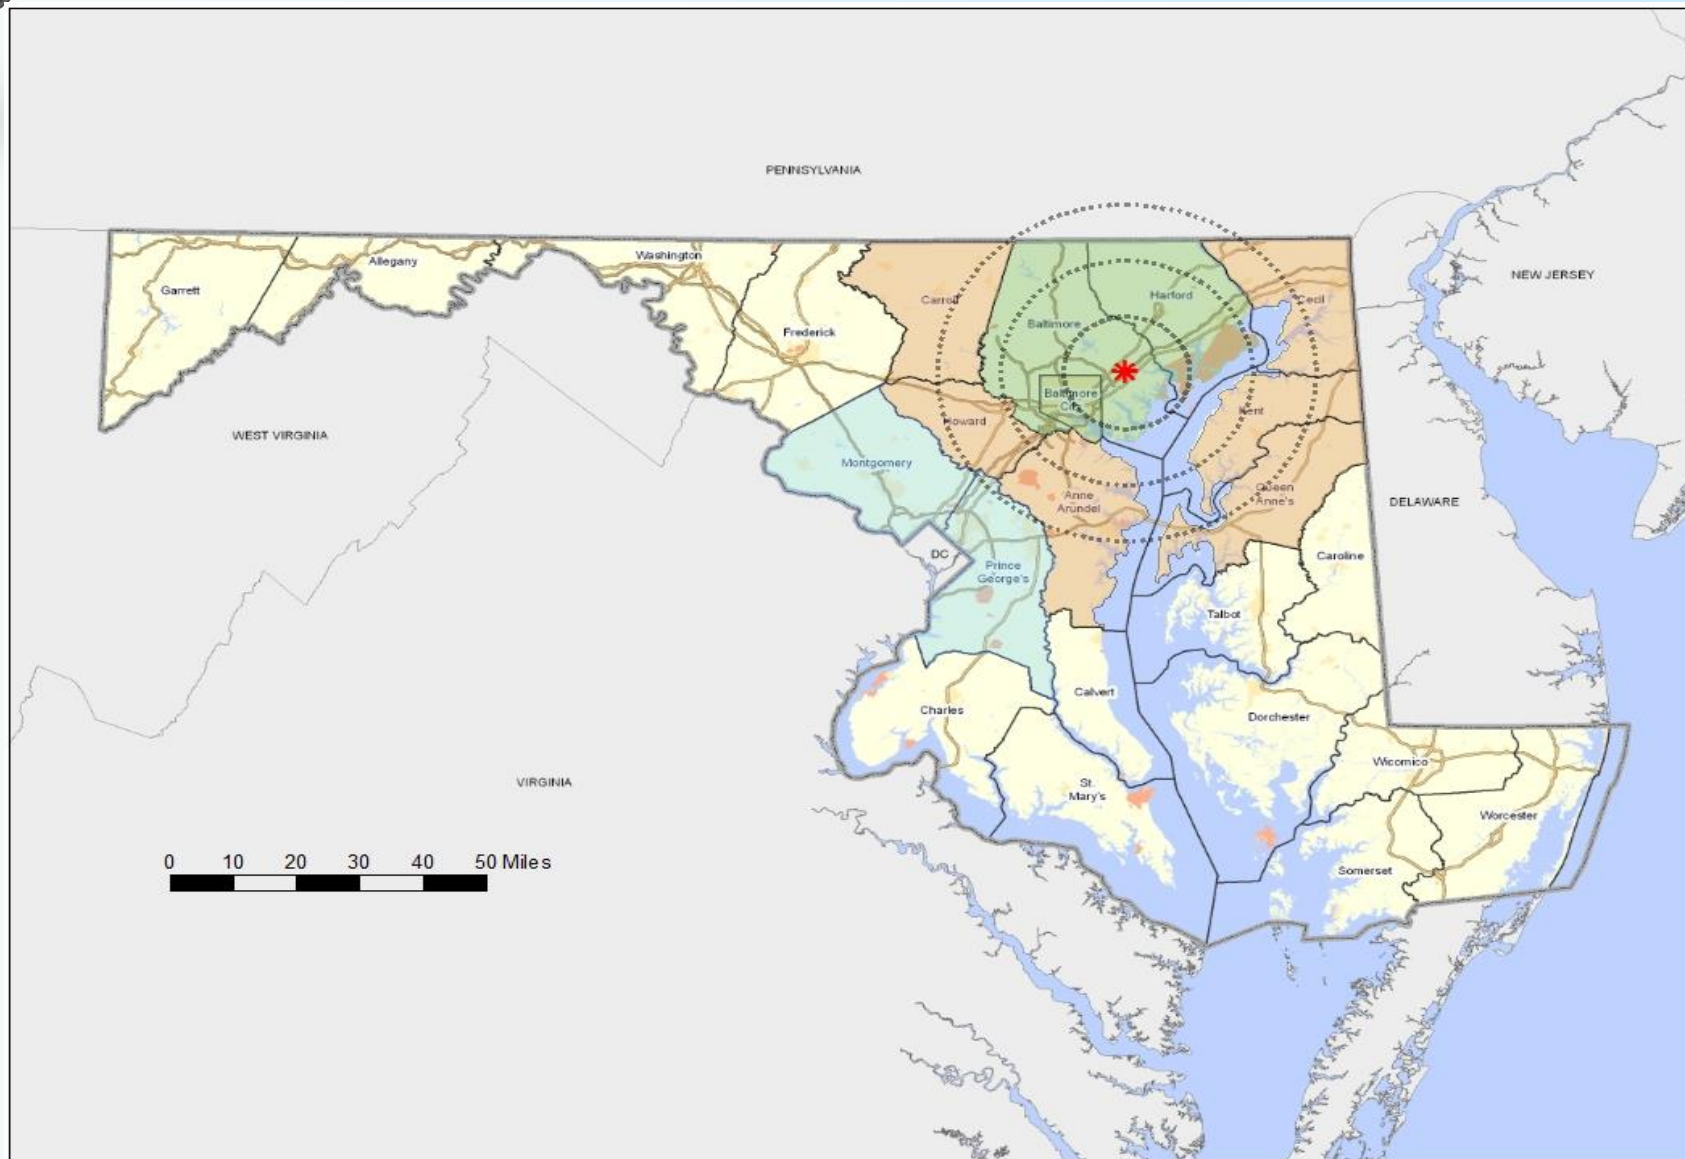 PENNSYLVANIA
Garrett
Allegany
Washington
Frederick
Carroll
Baltimore
Harford
Cecil
NEW JERSEY
Baltimore
City
Howard
Kent
Montgomery
WEST VIRGINIA
Anne
Arundel
Queen
Anne's
DELAWARE
DC
Prince
George's
Caroline
Talbot
Calvert
Charles
Dorchester
St.
Mary's
Wicomico
Worcester
Somerset
VIRGINIA
0 10 20 30 40 50 Miles